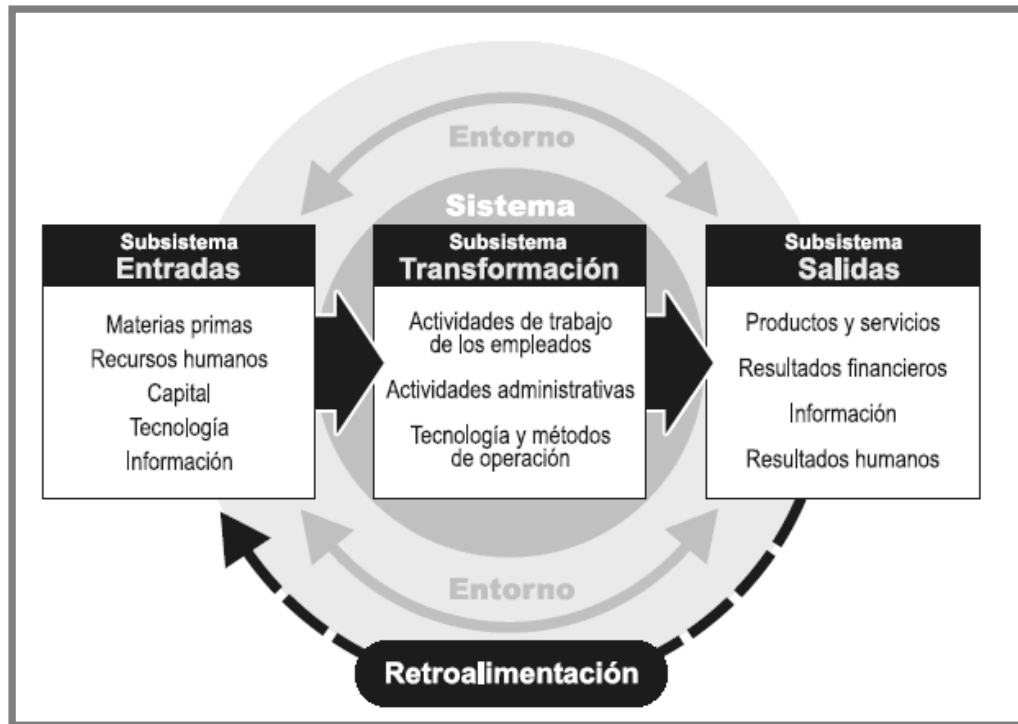 Entorno
Sistema
Subsistema
Entradas
Materias primas
Recursos humanos
Capital
Tecnología
Información
Subsistema
Transformación
Actividades de trabajo
de los empleados
Actividades administrativas
Tecnología y métodos
de operación
Subsistema
Salidas
Productos y servicios
Resultados financieros
Información
Resultados humanos
Entorno
Retroalimentación